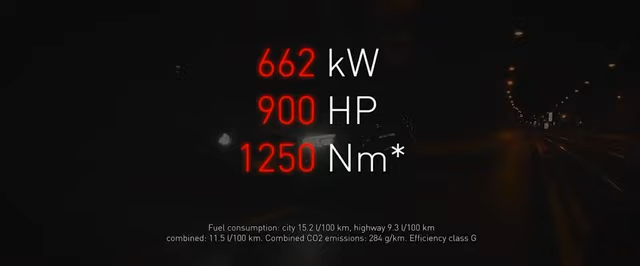 662 kW
900 HP
1250 Nm*
Fuel consumption: city 15.2 l/100 km, highway 9.3 l/100 km
combined: 11.5 l/100 km. Combined CO2 emissions: 284 g/km. Efficiency class G